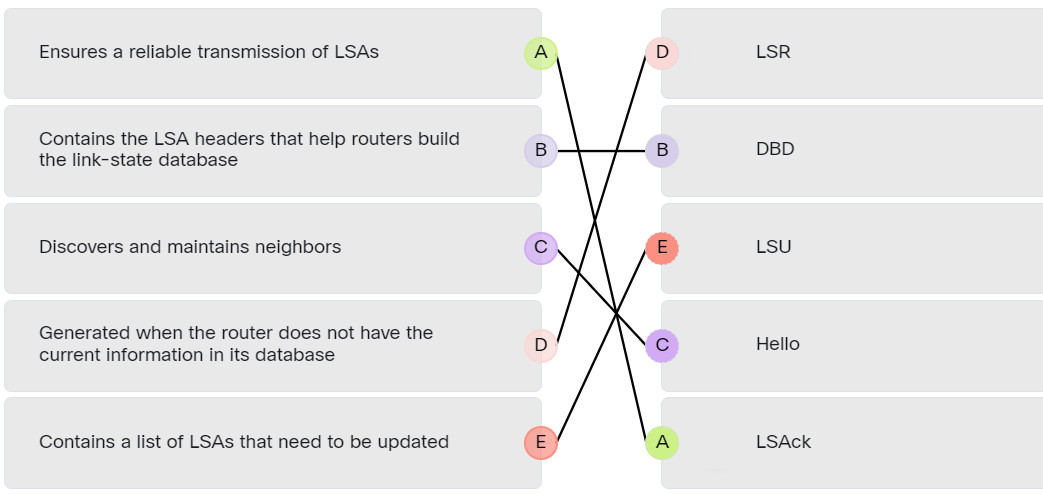 Ensures a reliable transmission of LSAs
A
D
LSR
Contains the LSA headers that help routers build
the link-state database
B
B
DBD
Discovers and maintains neighbors
C
E
LSU
Generated when the router does not have the
current information in its database
D
C
Hello
Contains a list of LSAs that need to be updated
E
A
LSAck